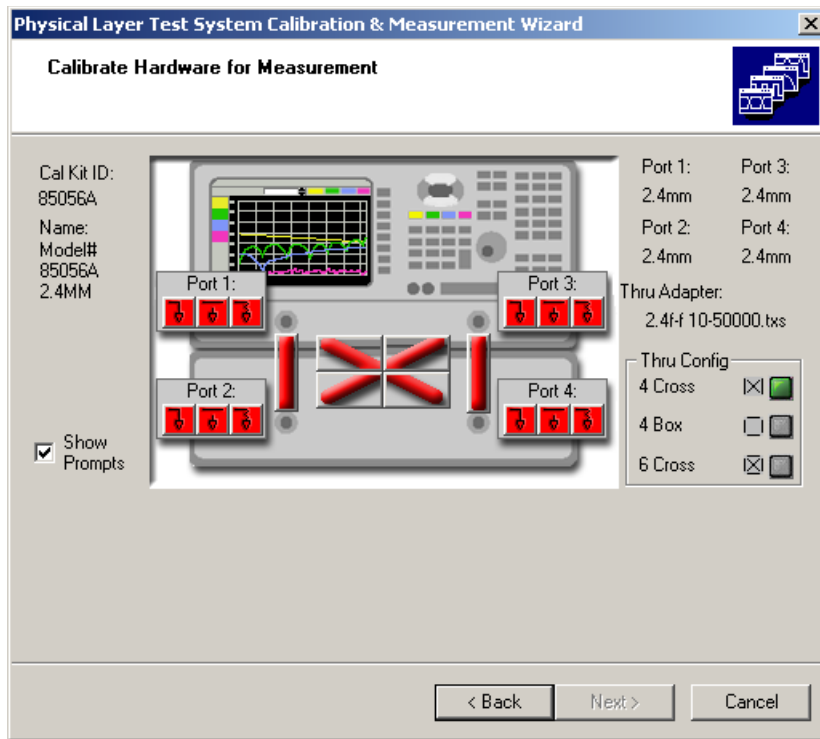 Physical Layer Test System Calibration & Measurement Wizard
Calibrate Hardware for Measurement
Cal Kit ID:
85056A
Name:
Model#
85056A
2.4MM
Show
Prompts
Port 1:
Port 3:
Port 2:
Port 4:
Port 1:
Port 3:
2.4mm
2.4mm
Port 2:
Port 4:
2.4mm
2.4mm
Thru Adapter:
2.4f-f 10-50000.txs
Thru Config
4 Cross
4 Box
6 Cross
< Back
Next >
Cancel